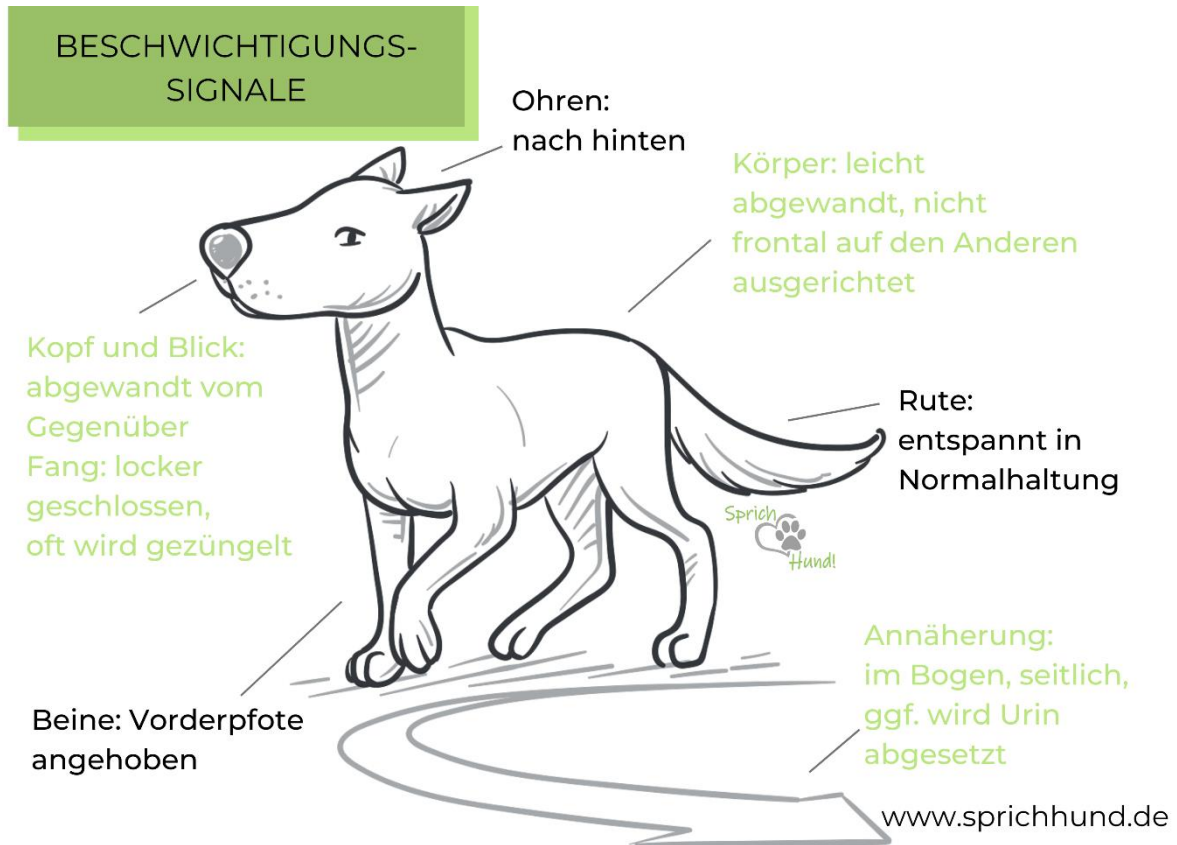 BESCHWICHTIGUNGS-
SIGNALE
Ohren:
nach hinten
Körper: leicht
abgewandt, nicht
frontal auf den Anderen
ausgerichtet
Kopf und Blick:
abgewandt vom
Gegenüber
Fang: locker
geschlossen,
oft wird gezüngelt
Rute:
entspannt in
Normalhaltung
Sprich
Hund!
Annäherung:
im Bogen, seitlich,
ggf. wird Urin
abgesetzt
Beine: Vorderpfote
angehoben
www.sprichhund.de